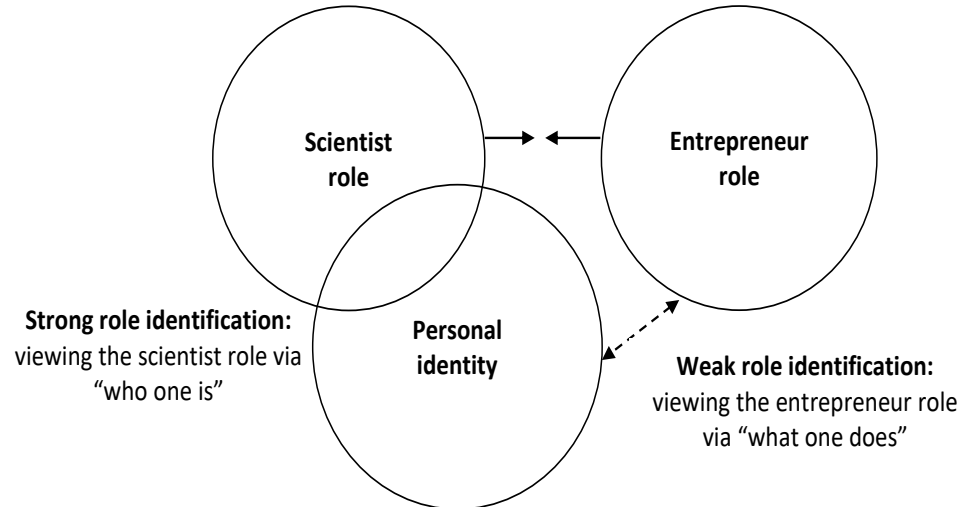 Scientist
role
Entrepreneur
role
Personal
identity
Strong role identification:
viewing the scientist role via
“who one is”
Weak role identification:
viewing the entrepreneur role
via “what one does”